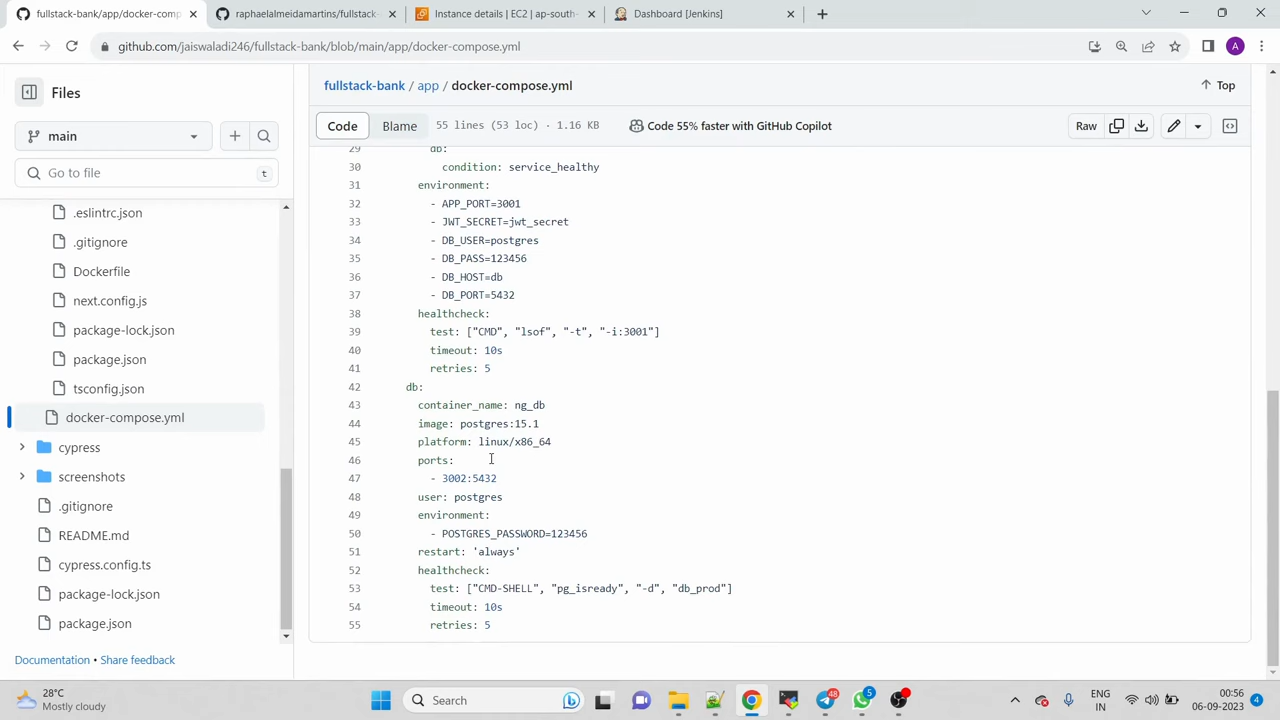 fullstack-bank/app/docker-comp
raphaelalmeidamartins/fullstack-
Instance details | EC2 | ap-south-
Dashboard [Jenkins]
github.com/jaiswaladi246/fullstack-bank/blob/main/app/docker-compose.yml
A
Files
fullstack-bank / app / docker-compose.yml
Top
main
Code
Blame
55 lines (53 loc) · 1.16 KB
Code 55% faster with GitHub Copilot
Raw
Go to file
t
29 db:
30 condition: service_healthy
31 environment:
32 - APP_PORT=3001
33 - JWT_SECRET=jwt_secret
34 - DB_USER=postgres
35 - DB_PASS=123456
36 - DB_HOST=db
37 - DB_PORT=5432
38 healthcheck:
39 test: ["CMD", "lsof", "-t", "-i:3001"]
40 timeout: 10s
41 retries: 5
42 db:
43 container_name: ng_db
44 image: postgres:15.1
45 platform: linux/x86_64
46 ports:
47 - 3002:5432
48 user: postgres
49 environment:
50 - POSTGRES_PASSWORD=123456
51 restart: 'always'
52 healthcheck:
53 test: ["CMD-SHELL", "pg_isready", "-d", "db_prod"]
54 timeout: 10s
55 retries: 5
.eslintrc.json
.gitignore
Dockerfile
next.config.js
package-lock.json
package.json
tsconfig.json
docker-compose.yml
cypress
screenshots
.gitignore
README.md
cypress.config.ts
package-lock.json
package.json
Documentation • Share feedback
28°C
Mostly cloudy
Search
48
5
ENG
IN
00:56
06-09-2023
4